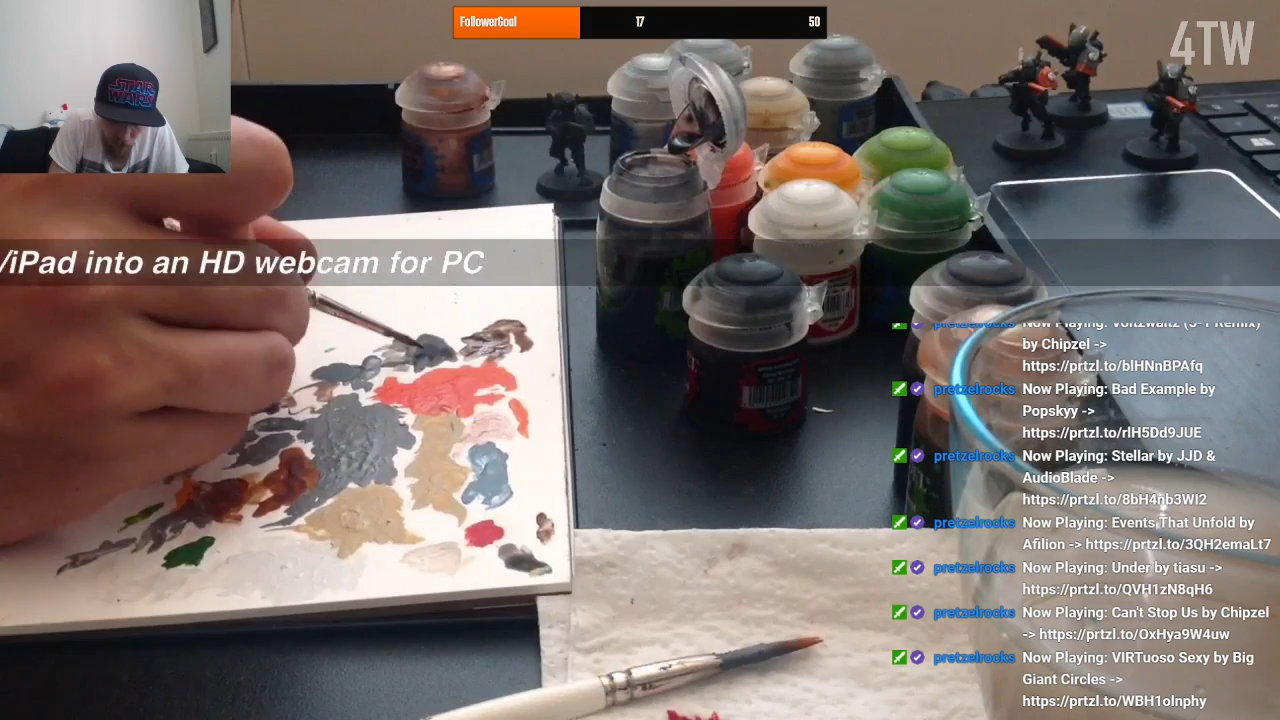 FollowerGoal 17 50
4TW
STAR
WARS
/iPad into an HD webcam for PC
pretzelrocks Now Playing: Voltzwaltz (J-T Remix)
by Chipzel ->
https://prtzl.to/blHNnBPAfq
pretzelrocks Now Playing: Bad Example by
Popskyy ->
https://prtzl.to/rlH5Dd9JUE
pretzelrocks Now Playing: Stellar by JJD &
AudioBlade ->
https://prtzl.to/8bH4nb3WI2
pretzelrocks Now Playing: Events That Unfold by
Afilion -> https://prtzl.to/3QH2emaLt7
pretzelrocks Now Playing: Under by tiasu ->
https://prtzl.to/QVH1zN8qH6
pretzelrocks Now Playing: Can't Stop Us by Chipzel
-> https://prtzl.to/OxHya9W4uw
pretzelrocks Now Playing: VIRTuoso Sexy by Big
Giant Circles ->
https://prtzl.to/WBH1olnphy